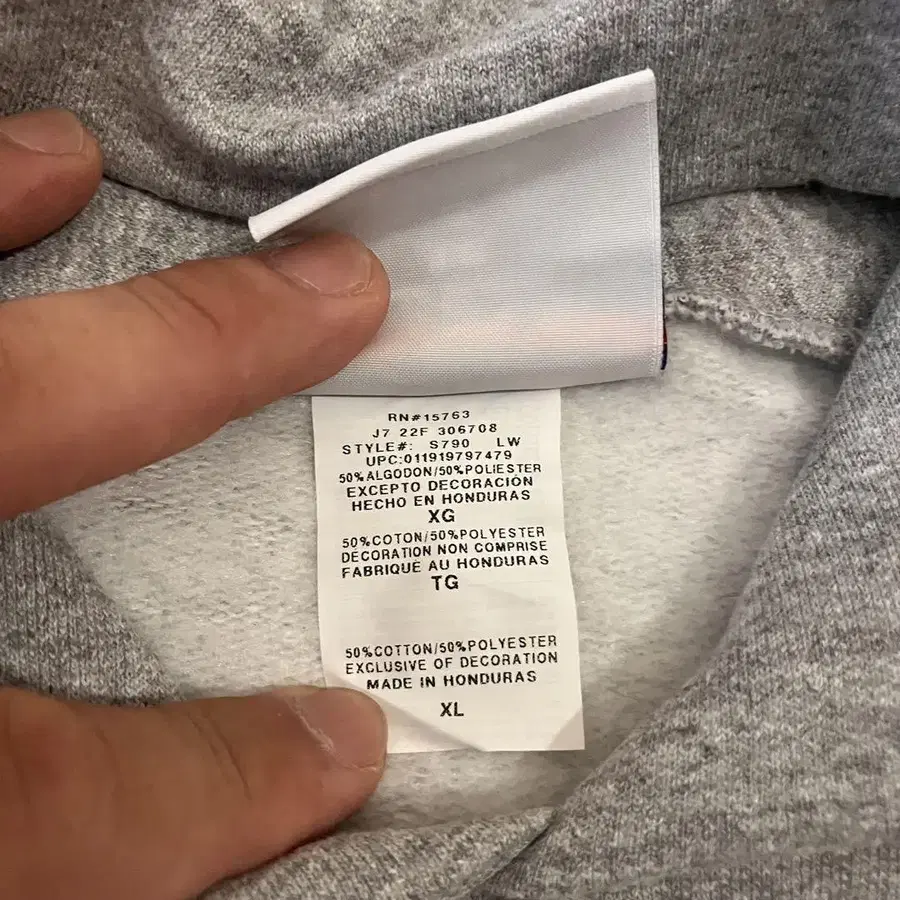 RN#15763
J7 22F 306708
STYLE#: S790 LW
UPC:011919797479
50%ALGODON/50%POLIESTER
EXCEPTO DECORACIÓN
HECHO EN HONDURAS
XG
50%COTON/50%POLYESTER
DÉCORATION NON COMPRISE
FABRIQUÉ AU HONDURAS
TG
50%COTTON/50%POLYESTER
EXCLUSIVE OF DECORATION
MADE IN HONDURAS
XL